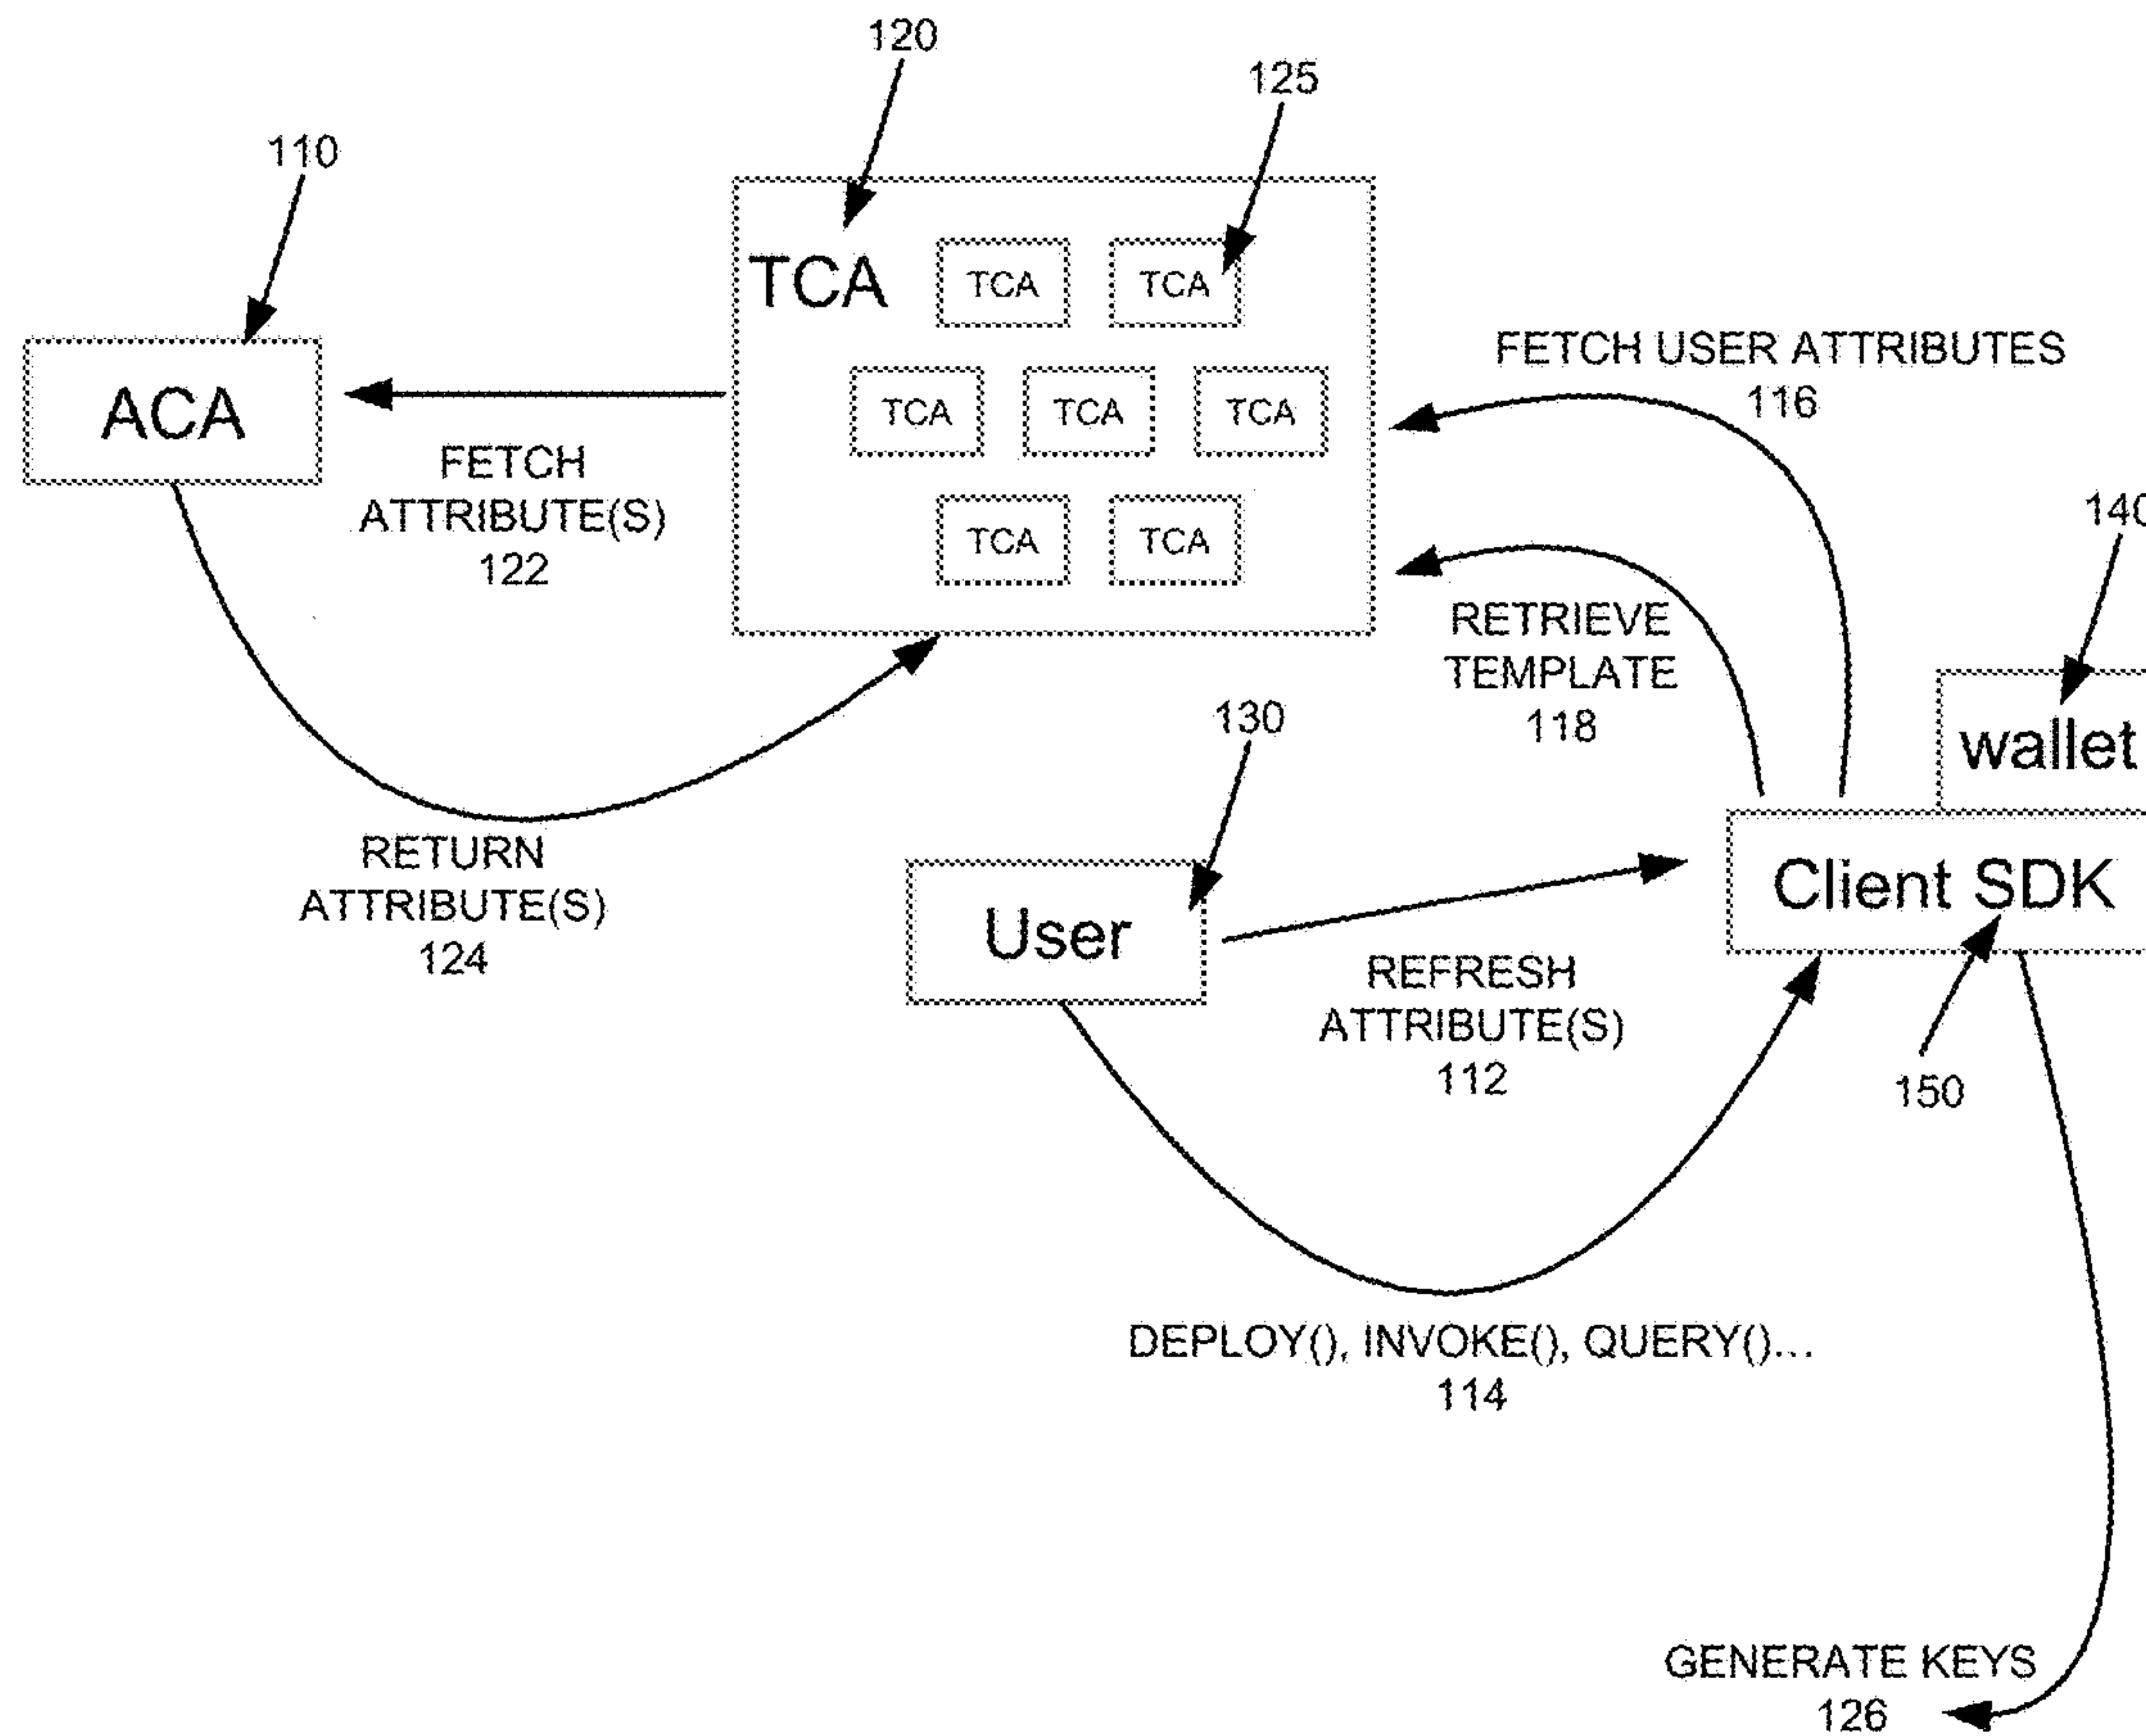 120
125
110
TCA
TCA
TCA
FETCH USER ATTRIBUTES
116
ACA
TCA
TCA
TCA
FETCH
ATTRIBUTE(S)
122
140
TCA
TCA
RETRIEVE
TEMPLATE
118
130
wallet
RETURN
ATTRIBUTE(S)
124
Client SDK
User
REFRESH
ATTRIBUTE(S)
112
150
DEPLOY(), INVOKE(), QUERY()...
114
GENERATE KEYS
126